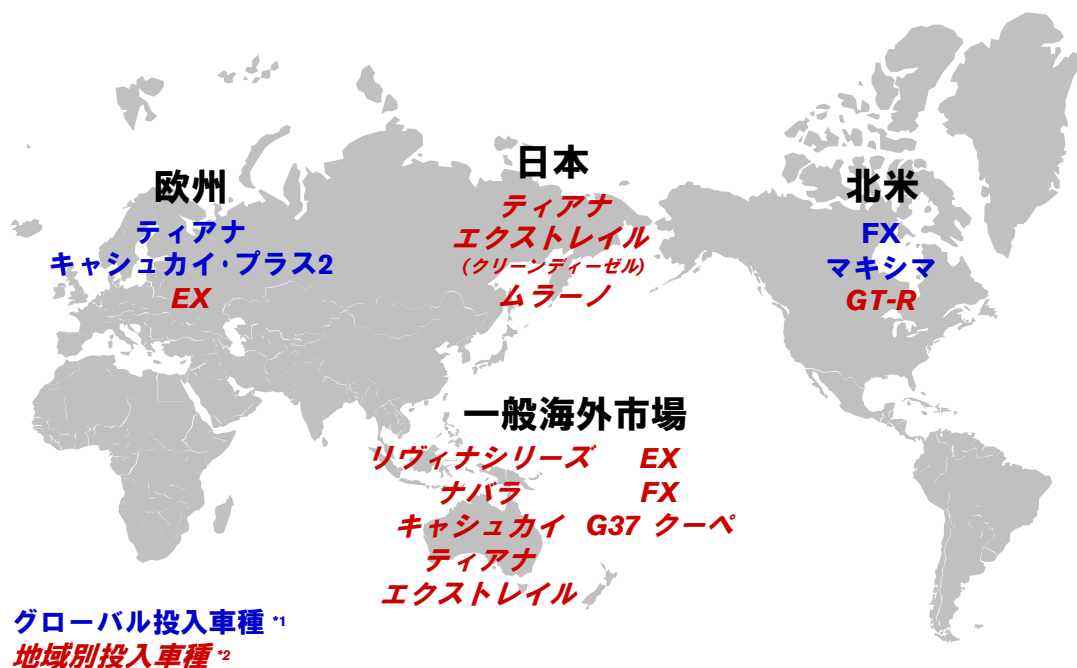 欧州
ティアナ
キャシュカイ・プラス2
EX
日本
ティアナ
エクストレイル
(クリーンディーゼル)
ムラーノ
北米
FX
マキシマ
GT-R
一般海外市場
リヴィナシリーズ EX
ナバラ FX
キャシュカイ G37 クーペ
ティアナ
エクストレイル
グローバル投入車種 *1
地域別投入車種 *2